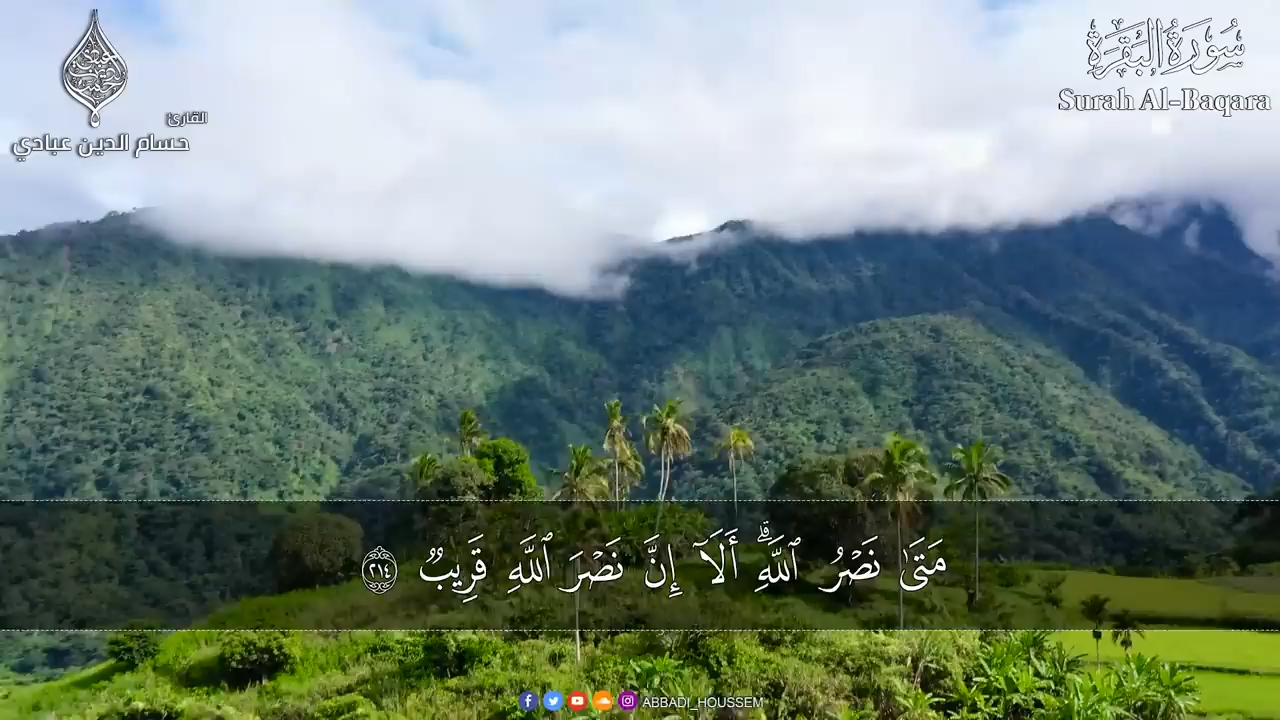 سُورَةُ البَقَرَةِ
Surah Al-Baqara
القارئ
حسام الدين عبادي
مَتَىٰ نَصْرُ ٱللَّهِ ۗ أَلَآ إِنَّ نَصْرَ ٱللَّهِ قَرِيبٌ ٢١٤
ABBADI_HOUSSEM